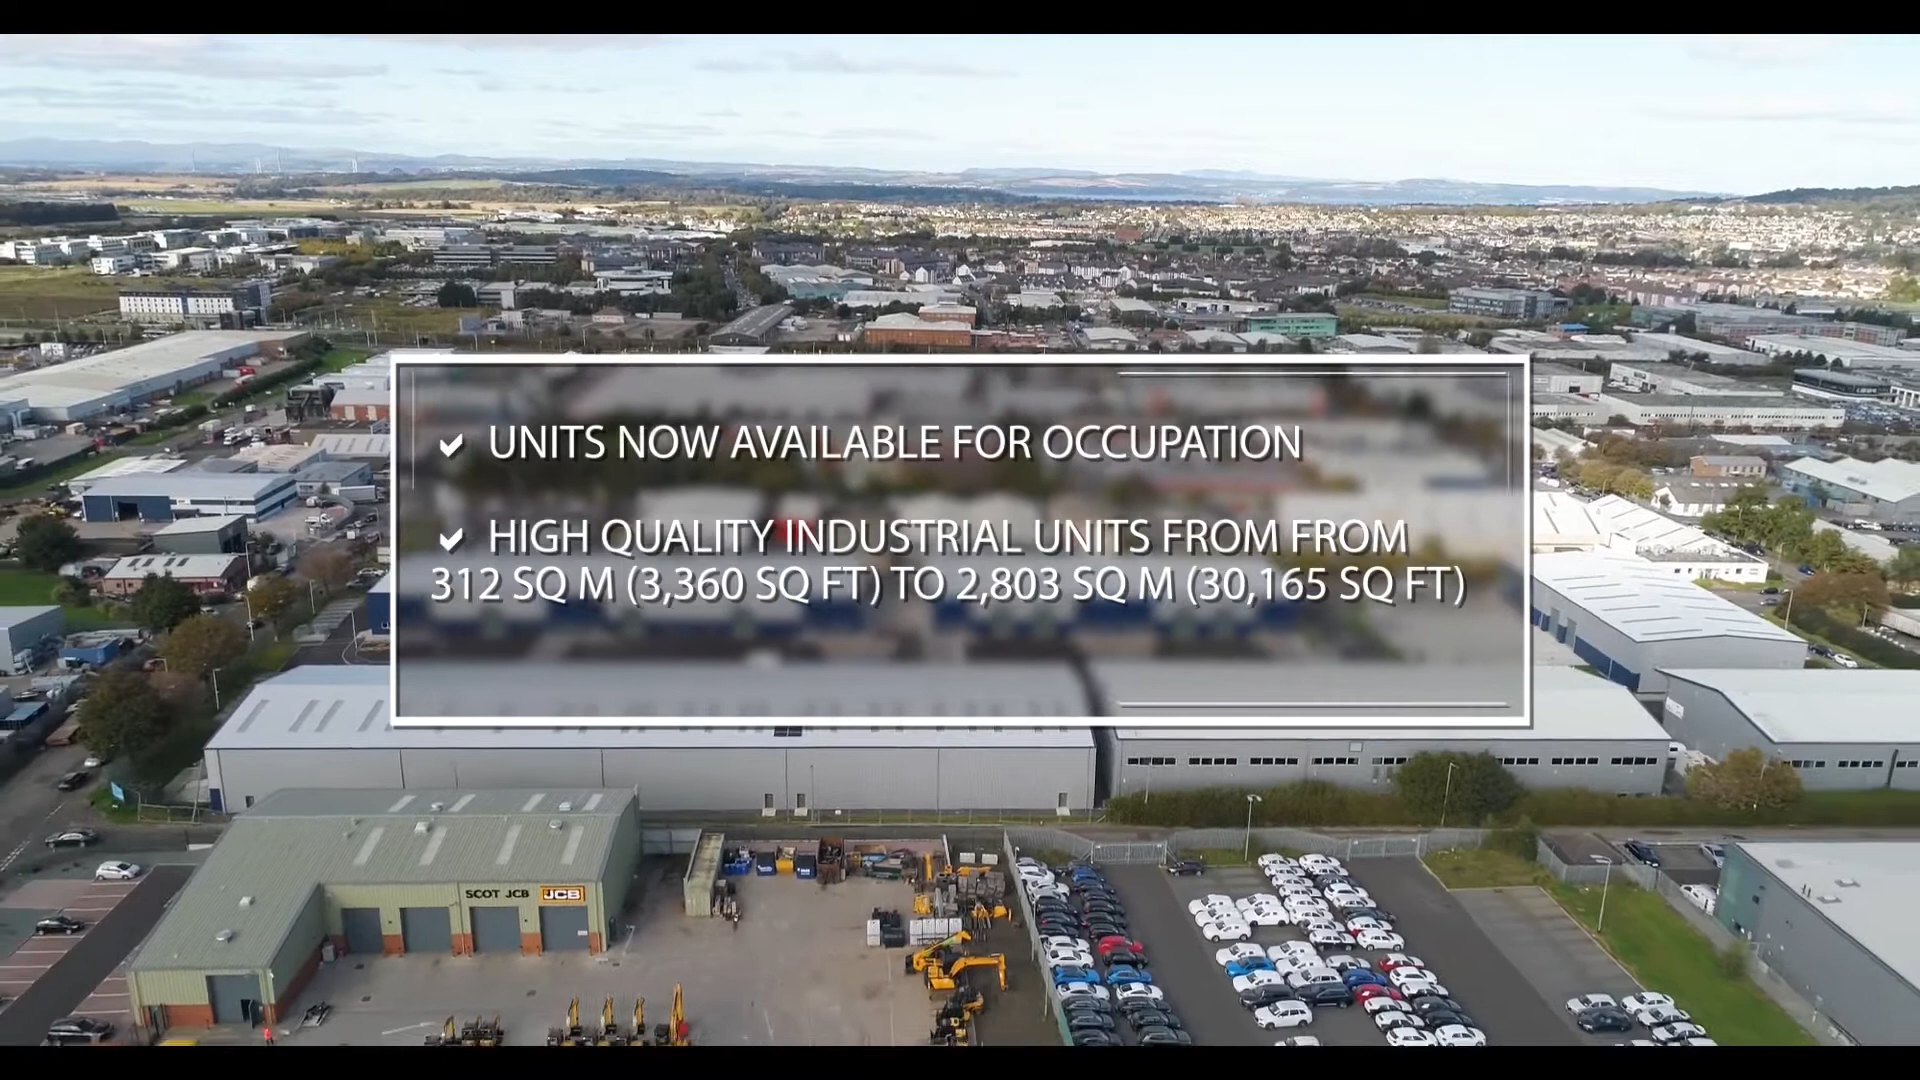 UNITS NOW AVAILABLE FOR OCCUPATION
HIGH QUALITY INDUSTRIAL UNITS FROM FROM
312 SQ M (3,360 SQ FT) TO 2,803 SQ M (30,165 SQ FT)
SCOT JCB JCB